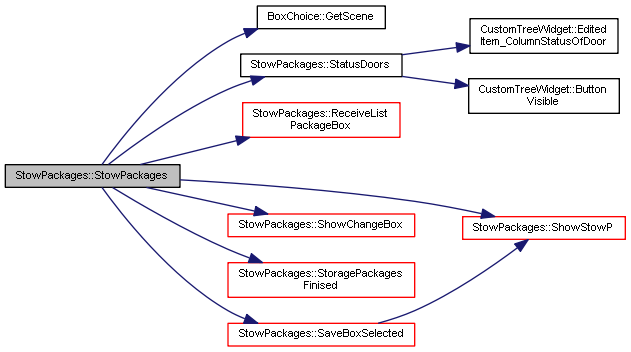 BoxChoice::GetScene
CustomTreeWidget::Edited
Item_ColumnStatusOfDoor
StowPackages::StatusDoors
CustomTreeWidget::Button
Visible
StowPackages::ReceiveList
PackageBox
StowPackages::StowPackages
StowPackages::ShowChangeBox
StowPackages::ShowStowP
StowPackages::StoragePackages
Finised
StowPackages::SaveBoxSelected